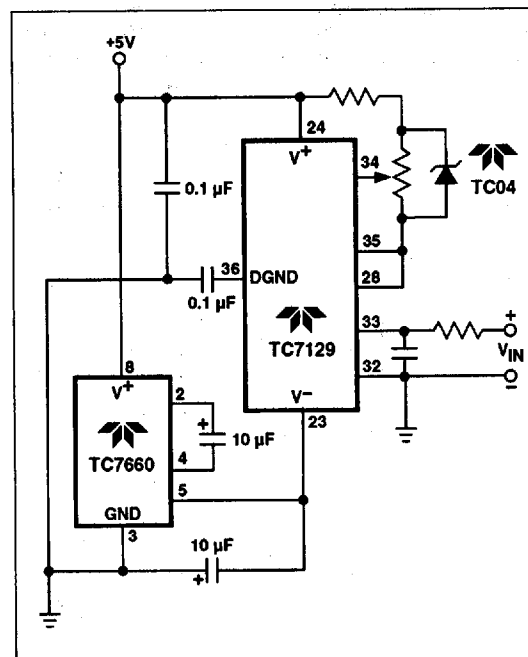 +5V
24
V+
34
TC04
0.1 µF
35
36
DGND
28
0.1 µF
TC7129
33
+
VIN
8
V+
32
–
2
V–
23
+
10 µF
TC7660
4
5
GND
3
10 µF
+